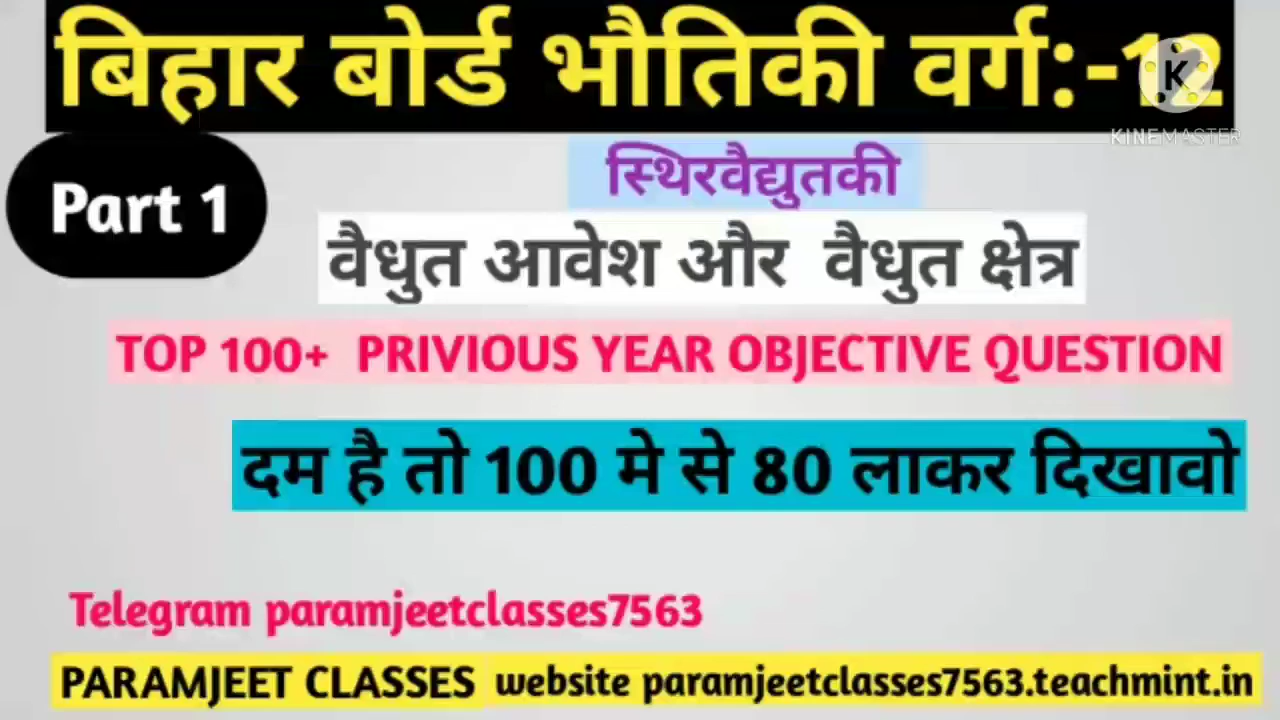 बिहार बोर्ड भौतिकी वर्ग:-12
KINEMASTER
Part 1
स्थिरवैद्युतकी
वैधुत आवेश और वैधुत क्षेत्र
TOP 100+ PRIVIOUS YEAR OBJECTIVE QUESTION
दम है तो 100 मे से 80 लाकर दिखावो
Telegram paramjeetclasses7563
PARAMJEET CLASSES website paramjeetclasses7563.teachmint.in